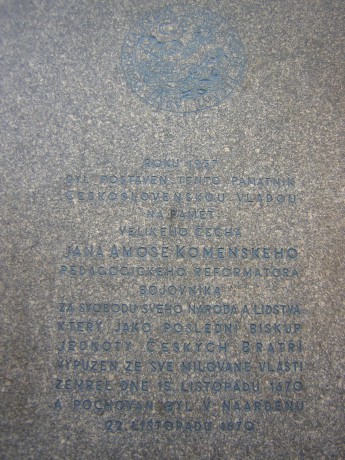 ROKU 1957
BYL POSTAVEN TENTO PAMÁTNÍK
ČESKOSLOVENSKOU VLÁDOU
NA PAMĚŤ
VELIKÉHO ČECHA
JANA AMOSE KOMENSKÉHO
PEDAGOGICKÉHO REFORMÁTORA
BOJOVNÍKA
ZA SVOBODU SVÉHO NÁRODA A LIDSTVA
KTERÝ JAKO POSLEDNÍ BISKUP
JEDNOTY ČESKÝCH BRATŘÍ
VYPUZEN ZE SVÉ MILOVANÉ VLASTI
ZEMŘEL DNE 15. LISTOPADU 1670
A POCHOVÁN BYL V NAARDENU
22. LISTOPADU 1670